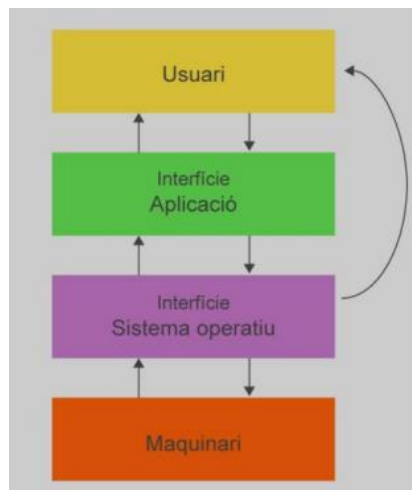 Usuari
Interfície
Aplicació
Interfície
Sistema operatiu
Maquinari